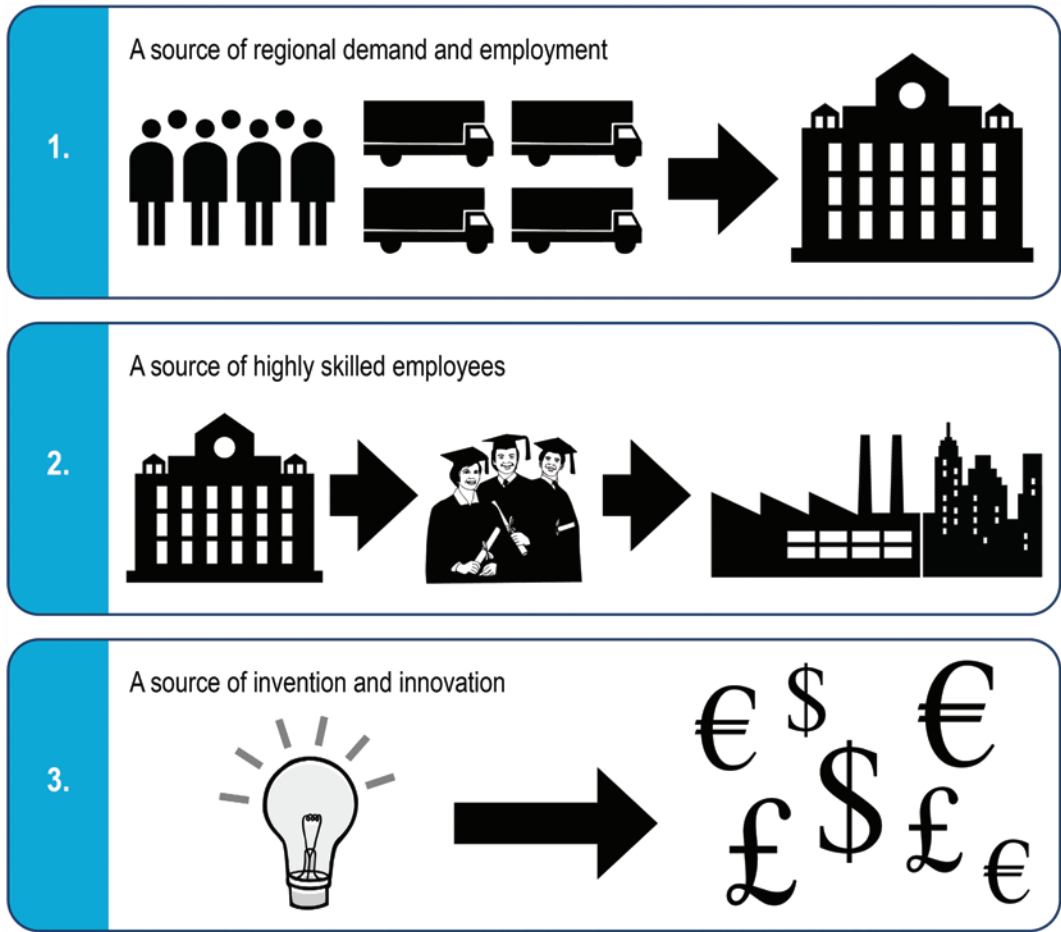 1.
A source of regional demand and employment
2.
A source of highly skilled employees
3.
A source of invention and innovation
€ $ €
$
£ £ €